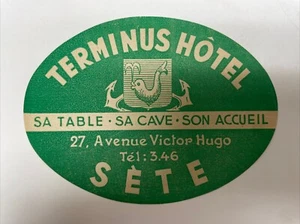 TERMINUS HÔTEL
SA TABLE · SA CAVE · SON ACCUEIL
27, Avenue Victor Hugo
Tél: 3.46
SÈTE